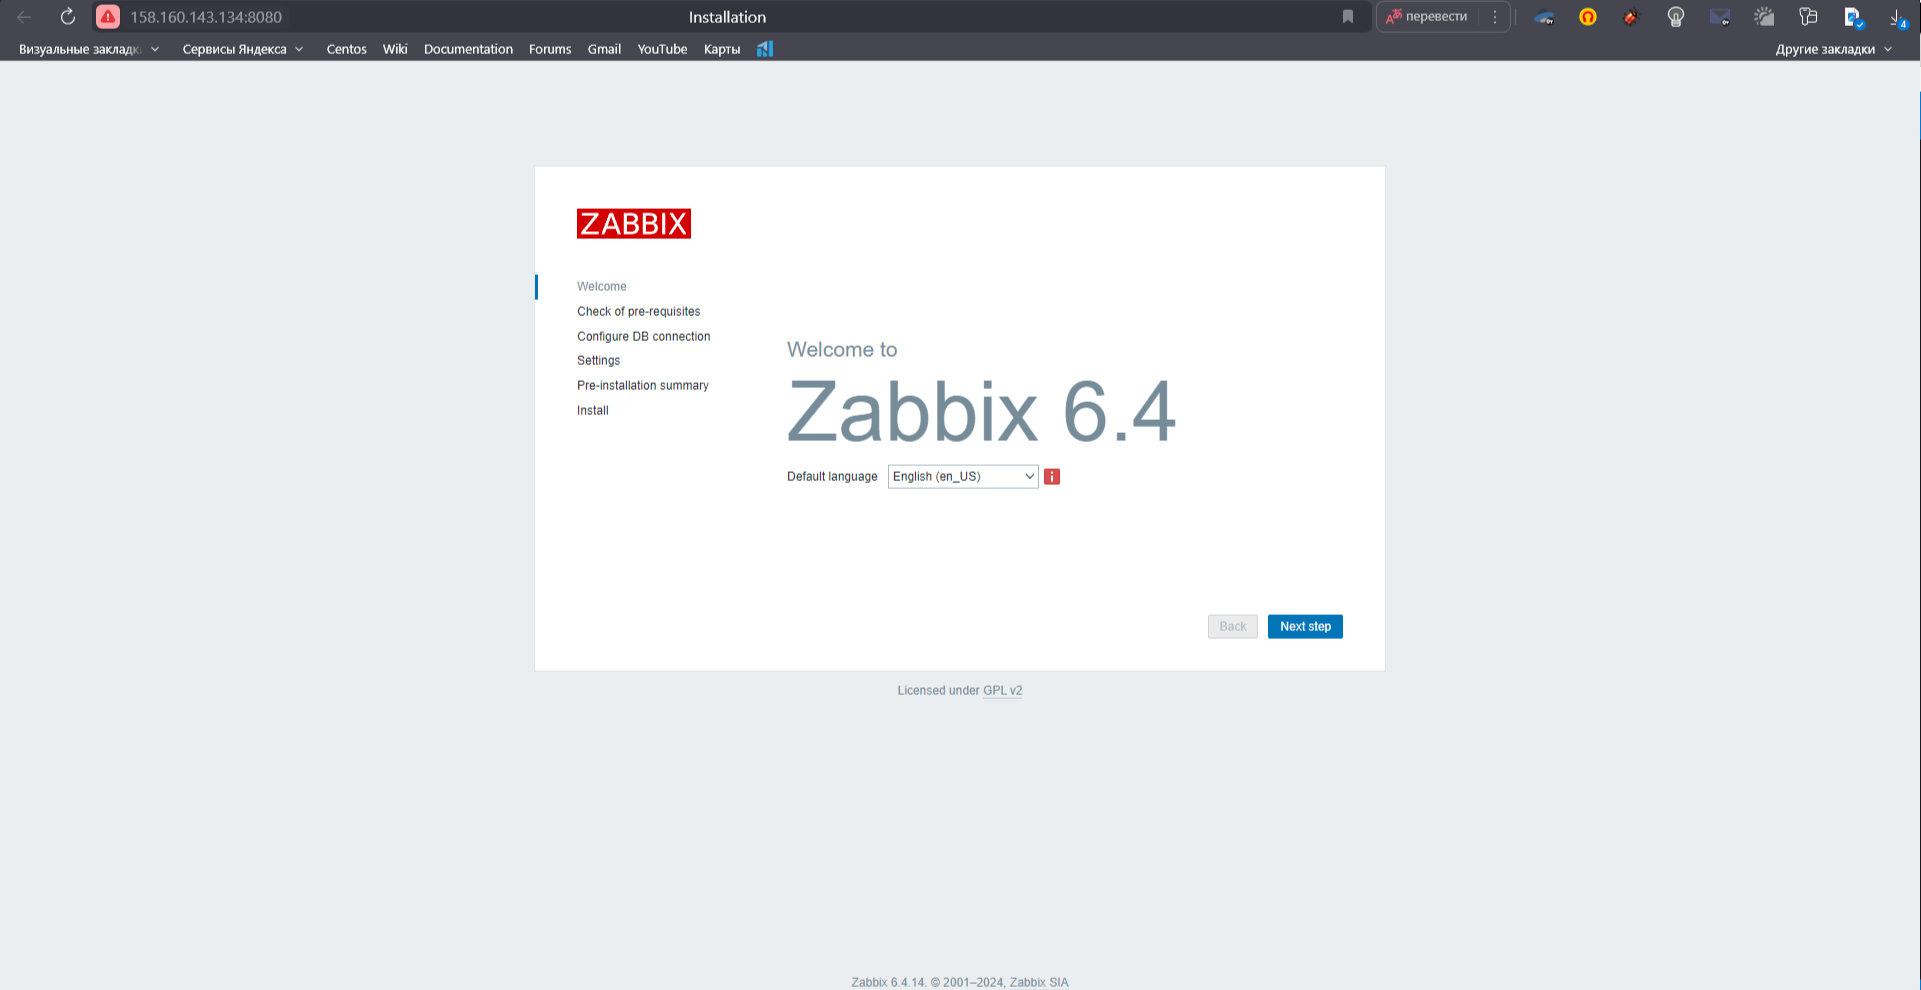 158.160.143.134:8080 Installation перевести
Визуальные закладк Сервисы Яндекса Centos Wiki Documentation Forums Gmail YouTube Карты Другие закладки
ZABBIX
Welcome
Check of pre-requisites
Configure DB connection
Settings
Pre-installation summary
Install
Welcome to
Zabbix 6.4
Default language English (en_US) i
Back Next step
Licensed under GPL v2
Zabbix 6.4.14. © 2001–2024, Zabbix SIA